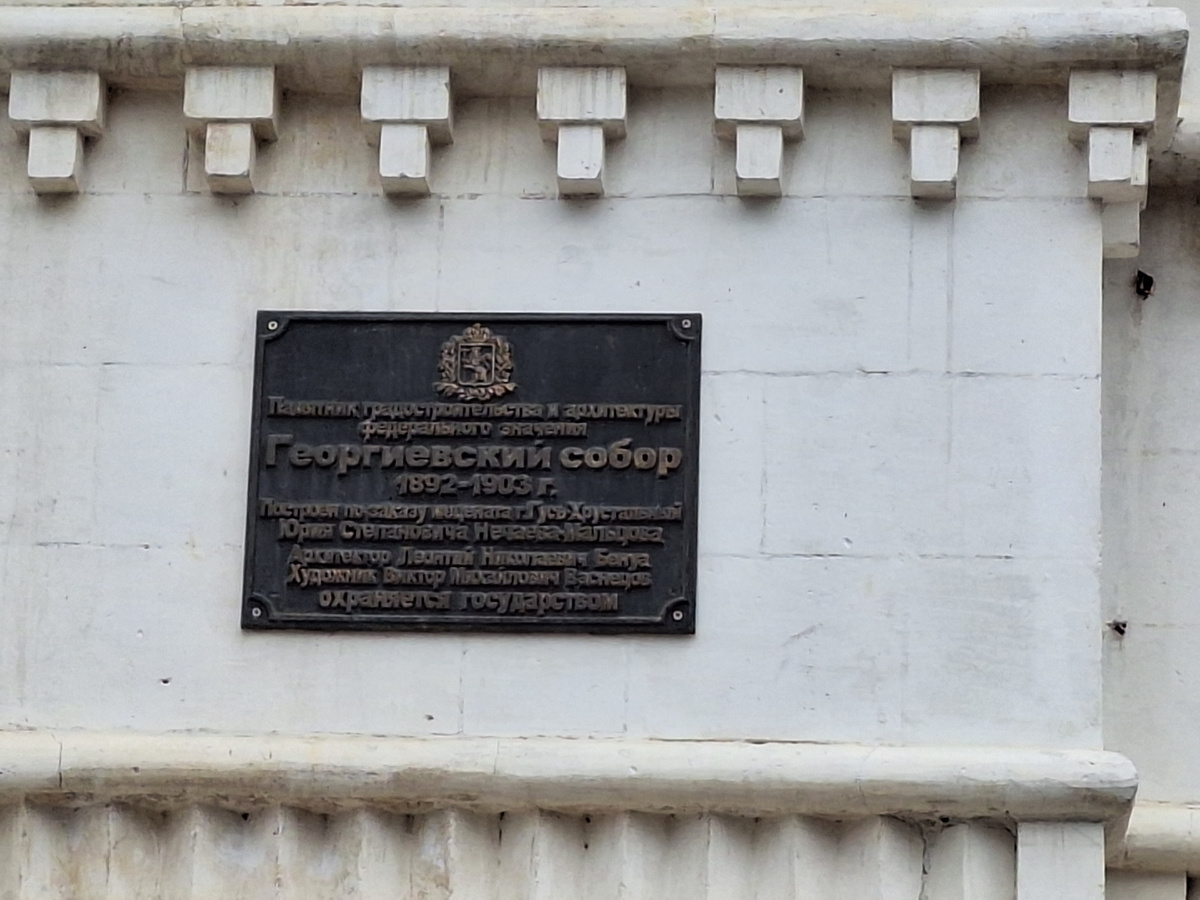 Памятник градостроительства и архитектуры
федерального значения
Георгиевский собор
1892-1903 г.
Построен по заказу мецената г.Гусь-Хрустальный
Юрия Степановича Нечаева-Мальцова
Архитектор Леонтий Николаевич Бенуа
Художник Виктор Михайлович Васнецов
охраняется государством